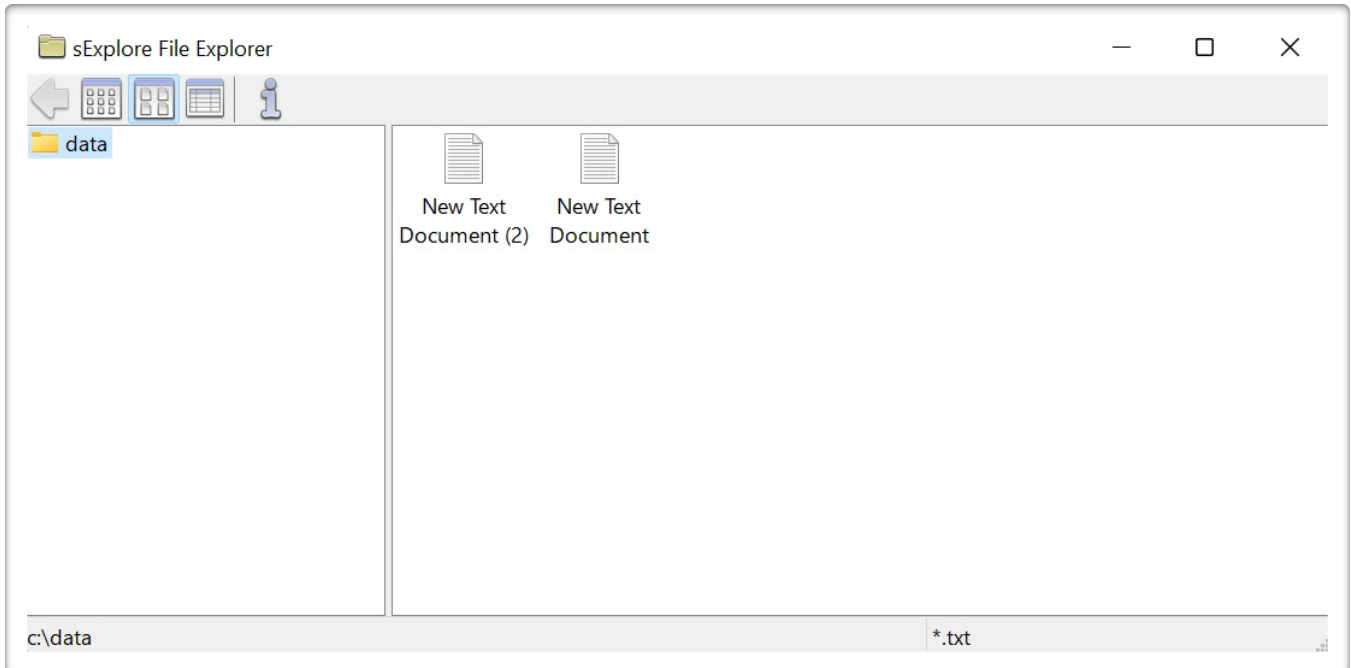 sExplore File Explorer
data
New Text
Document (2)
New Text
Document
c:\data
*.txt